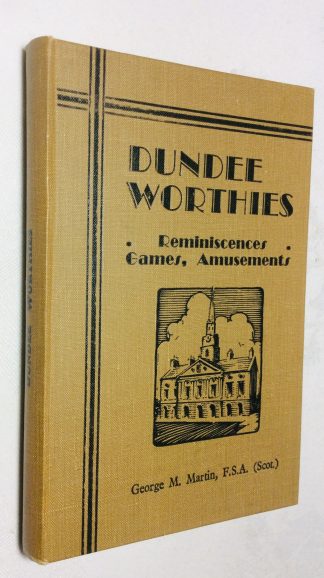 DUNDEE
WORTHIES
. Reminiscences .
Games, Amusements
George M. Martin, F.S.A. (Scot.)
DUNDEE WORTHIES